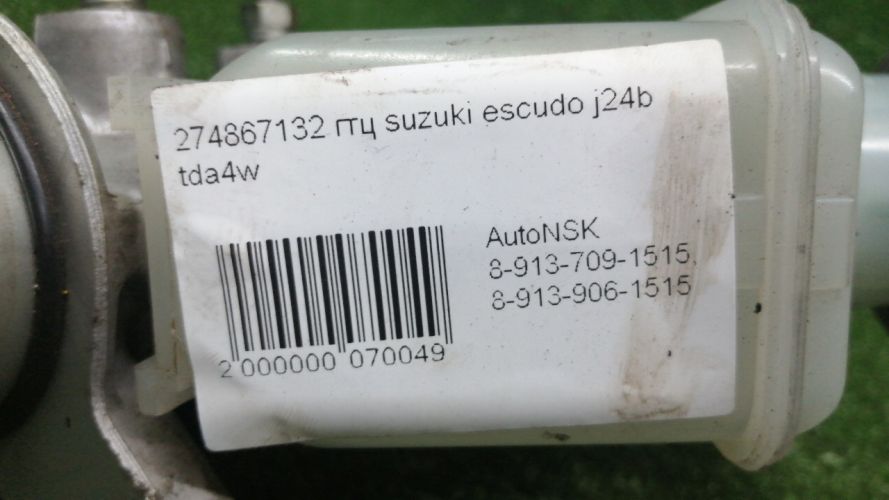 274867132 гтц suzuki escudo j24b
tda4w
AutoNSK
8-913-709-1515,
8-913-906-1515
2 000000 070049